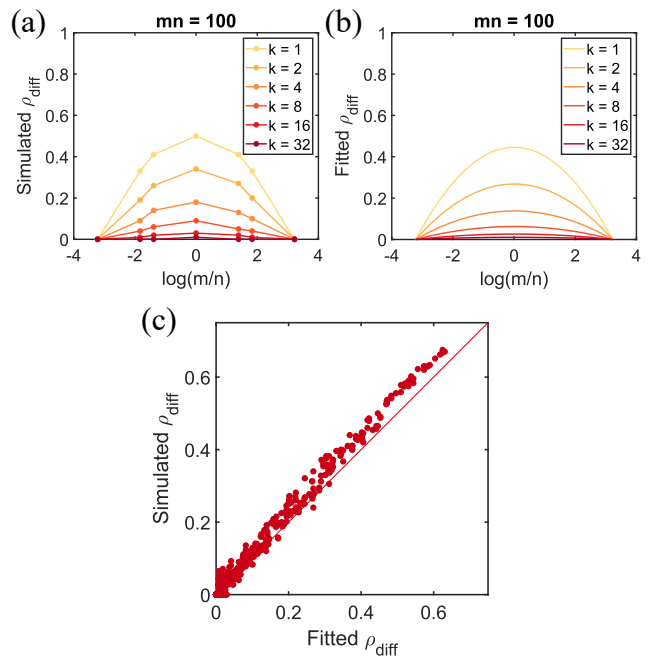 (a)
mn = 100
Simulated ρdiff
1
0.8
0.6
0.4
0.2
0
-4
-2
0
2
4
log(m/n)
k = 1
k = 2
k = 4
k = 8
k = 16
k = 32
(b)
mn = 100
Fitted ρdiff
1
0.8
0.6
0.4
0.2
0
-4
-2
0
2
4
log(m/n)
k = 1
k = 2
k = 4
k = 8
k = 16
k = 32
(c)
Simulated ρdiff
0.6
0.4
0.2
0
0
0.2
0.4
0.6
Fitted ρdiff